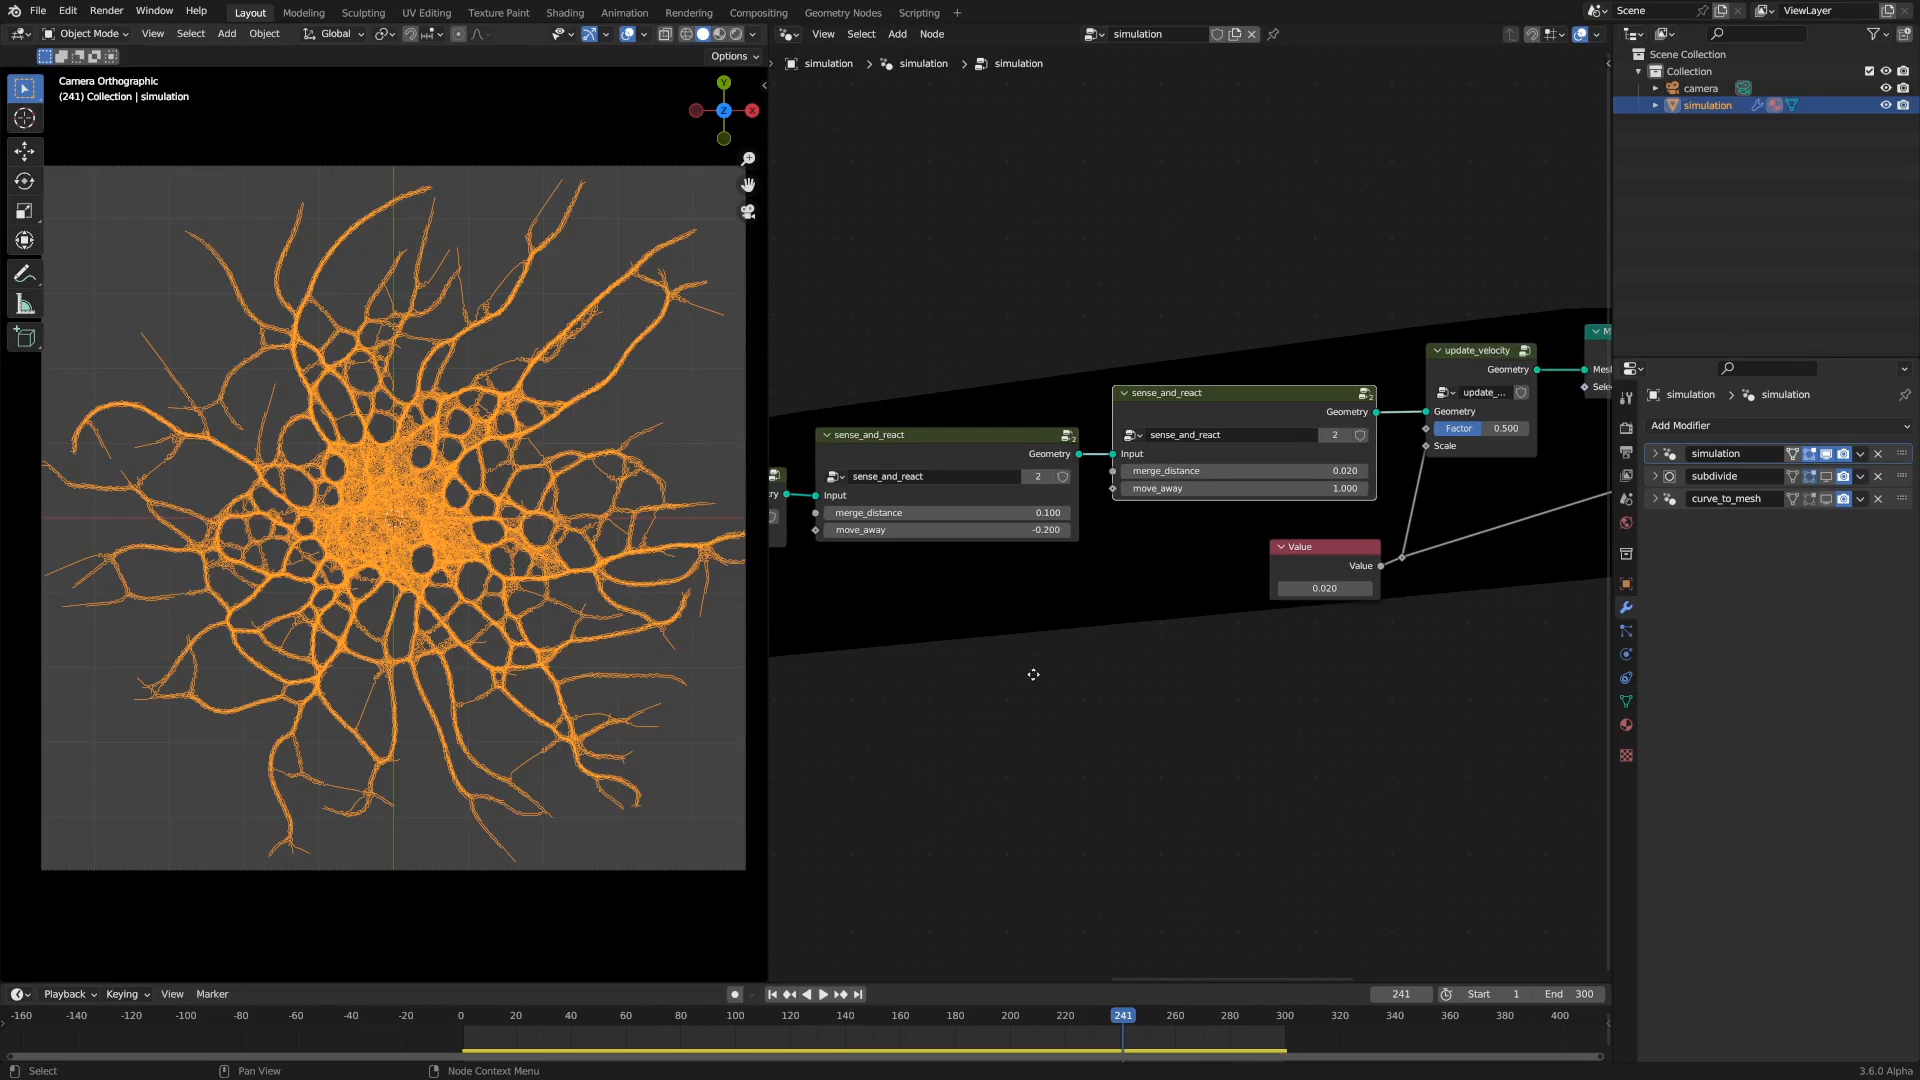 File Edit Render Window Help
Layout Modeling Sculpting UV Editing Texture Paint Shading Animation Rendering Compositing Geometry Nodes Scripting +
Scene
ViewLayer
Object Mode View Select Add Object Global
View Select Add Node
simulation
Options
simulation > simulation > simulation
Camera Orthographic
(241) Collection | simulation
Y
Z
X
Scene Collection
Collection
camera
simulation
update_velocity
Geometry
update_...
Geometry
Factor 0.500
Scale
M
Mesh
Sele
sense_and_react
Geometry
sense_and_react 2
Input
merge_distance 0.020
move_away 1.000
sense_and_react
Geometry
sense_and_react 2
Input
merge_distance 0.100
move_away -0.200
ry
Value
Value
0.020
simulation > simulation
Add Modifier
simulation
subdivide
curve_to_mesh
Playback Keying View Marker
241 Start 1 End 300
-160 -140 -120 -100 -80 -60 -40 -20 0 20 40 60 80 100 120 140 160 180 200 220 241 260 280 300 320 340 360 380 400
Select Pan View Node Context Menu 3.6.0 Alpha